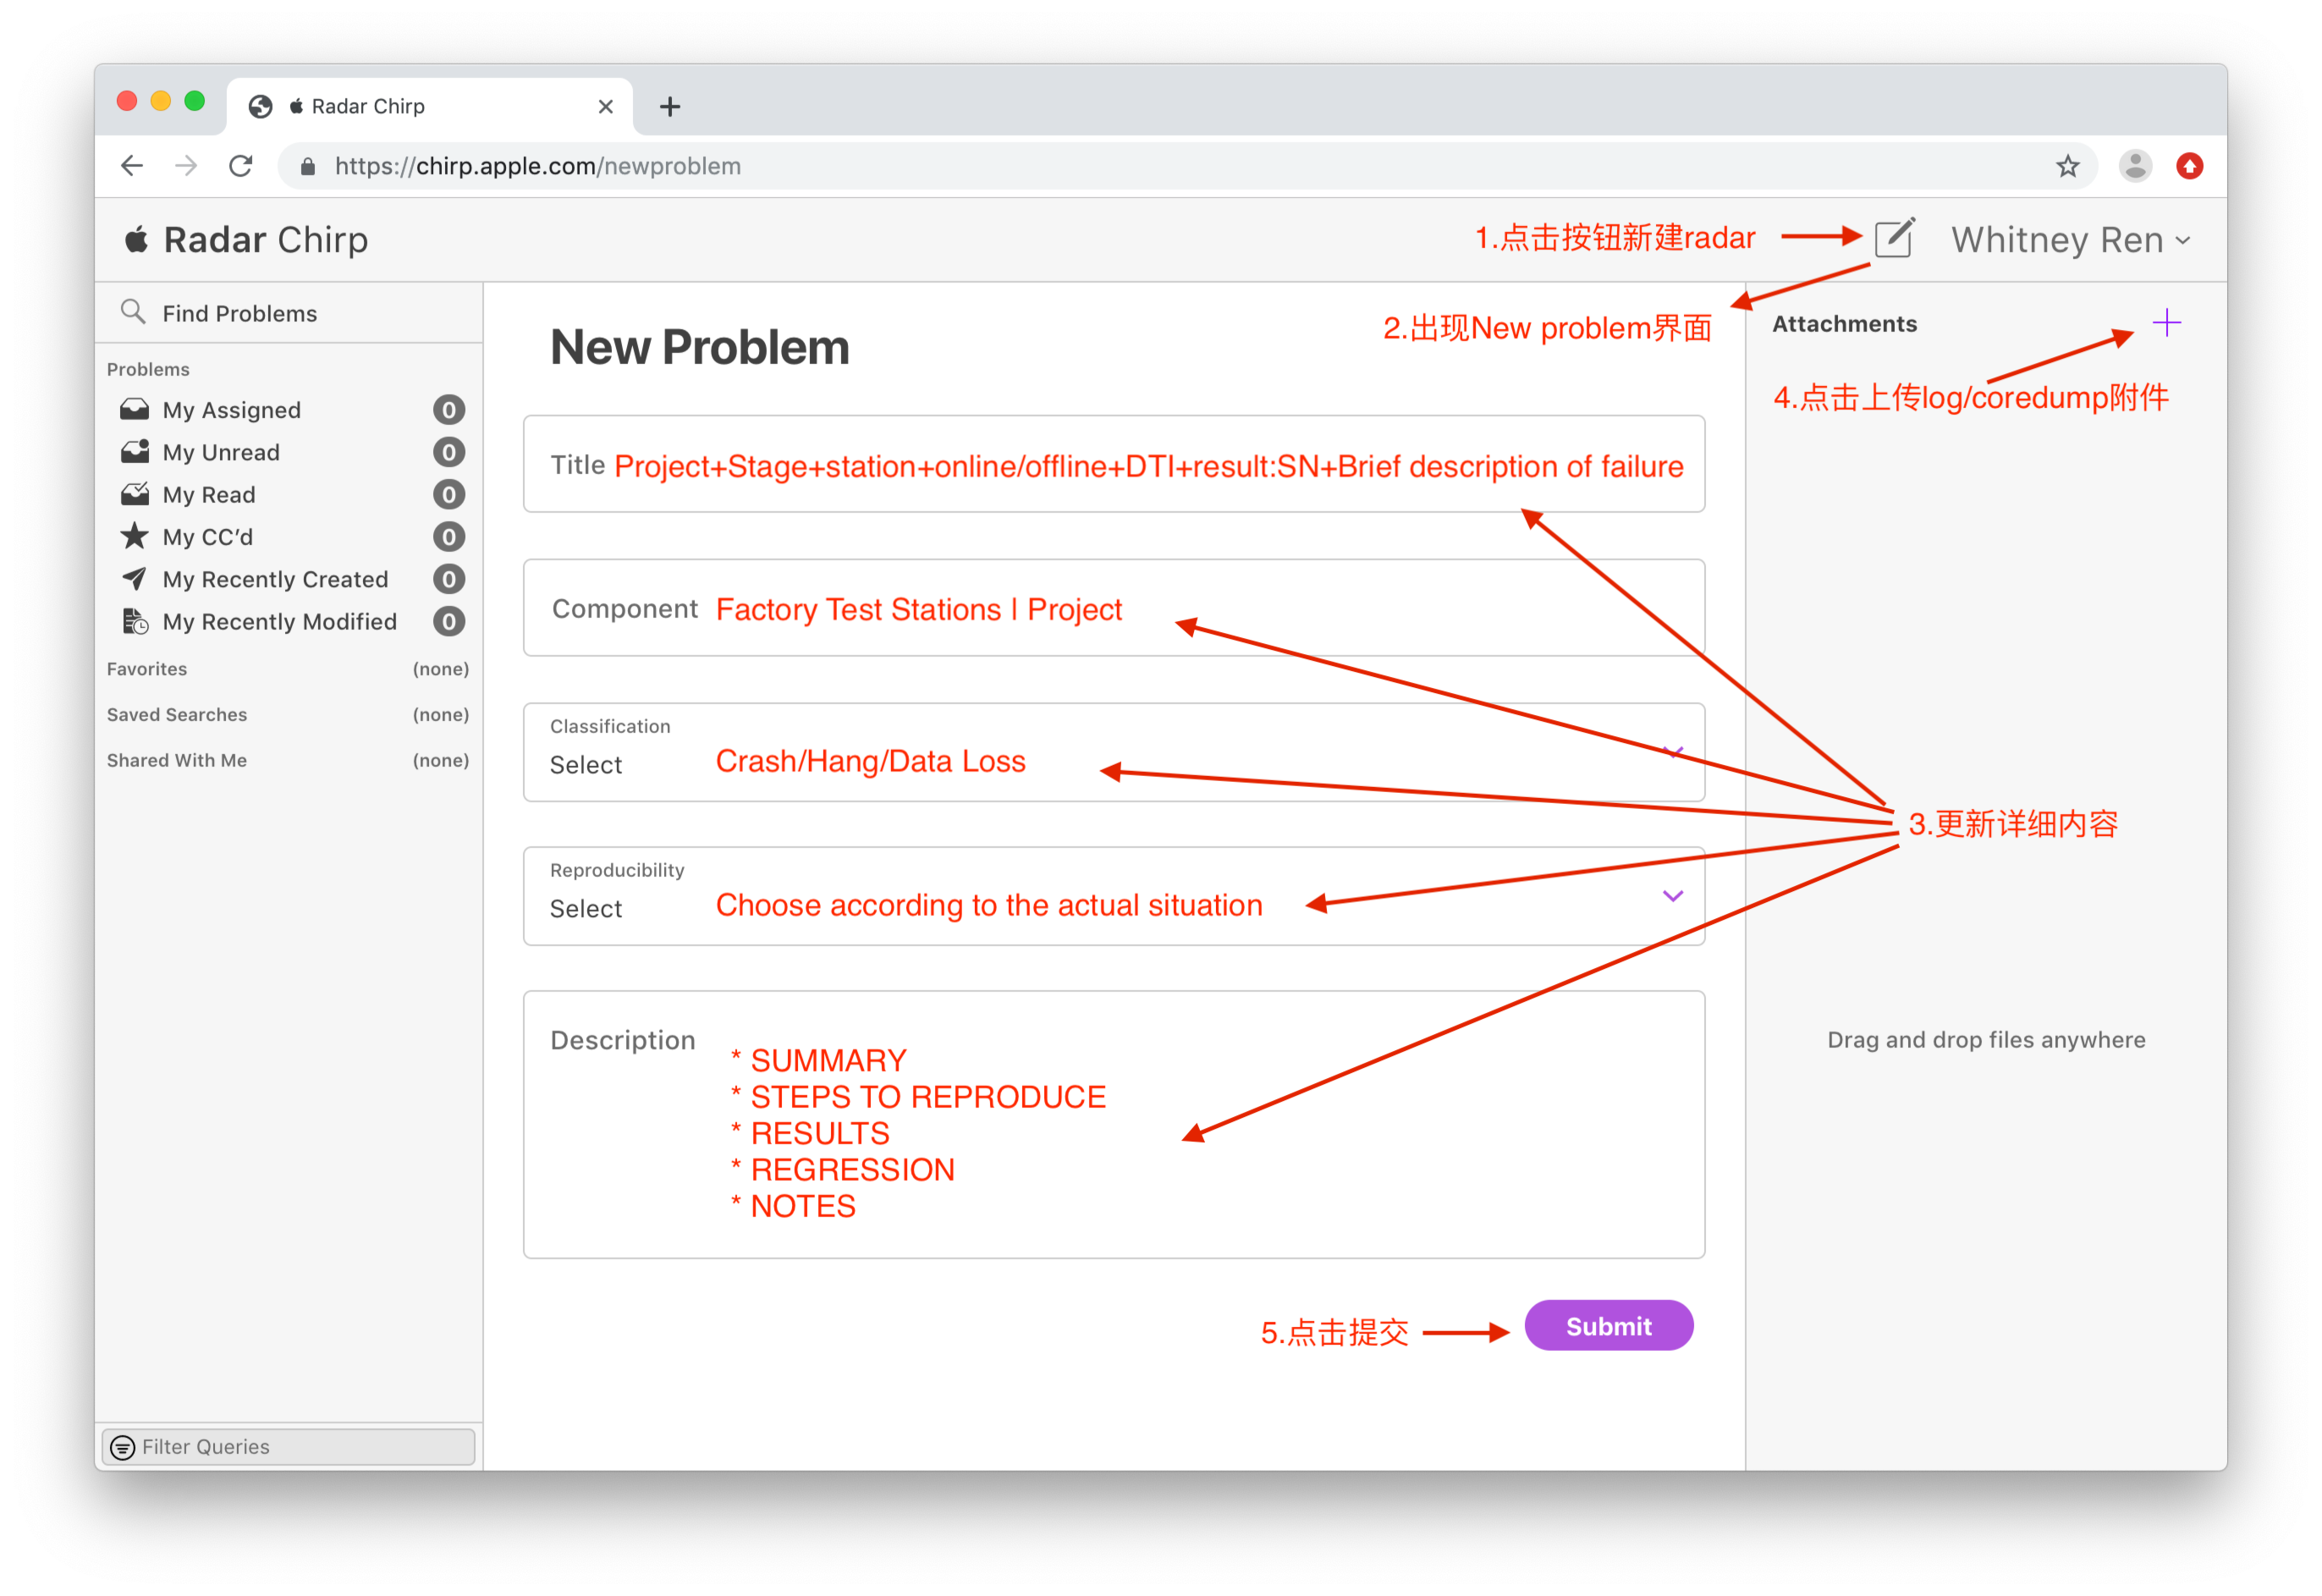 Radar Chirp
https://chirp.apple.com/newproblem
Radar Chirp
1.点击按钮新建radar
Whitney Ren
Find Problems
Problems
My Assigned 0
My Unread 0
My Read 0
My CC’d 0
My Recently Created 0
My Recently Modified 0
Favorites (none)
Saved Searches (none)
Shared With Me (none)
Filter Queries
2.出现New problem界面
New Problem
Title Project+Stage+station+online/offline+DTI+result:SN+Brief description of failure
Component Factory Test Stations | Project
Classification
Select Crash/Hang/Data Loss
Reproducibility
Select Choose according to the actual situation
Description
* SUMMARY
* STEPS TO REPRODUCE
* RESULTS
* REGRESSION
* NOTES
5.点击提交
Submit
Attachments
4.点击上传log/coredump附件
3.更新详细内容
Drag and drop files anywhere